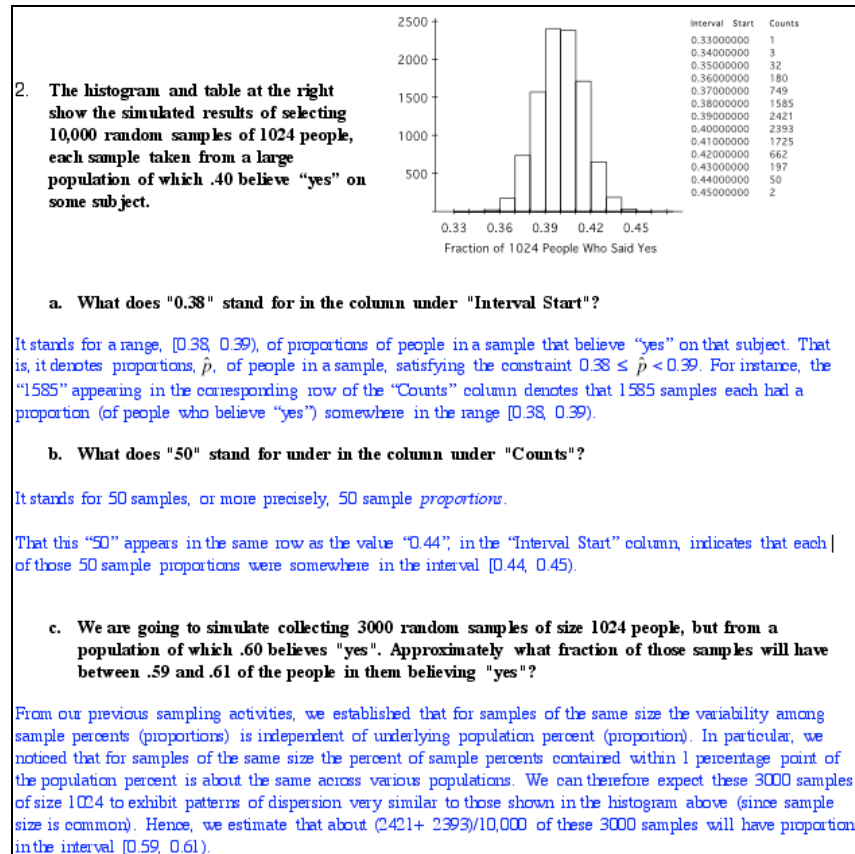 2. The histogram and table at the right
show the simulated results of selecting
10,000 random samples of 1024 people,
each sample taken from a large
population of which .40 believe “yes” on
some subject.
2500
2000
1500
1000
500
0.33 0.36 0.39 0.42 0.45
Fraction of 1024 People Who Said Yes
Interval Start Counts
0.33000000 1
0.34000000 3
0.35000000 32
0.36000000 180
0.37000000 749
0.38000000 1585
0.39000000 2421
0.40000000 2393
0.41000000 1725
0.42000000 662
0.43000000 197
0.44000000 50
0.45000000 2
a. What does "0.38" stand for in the column under "Interval Start"?
It stands for a range, [0.38, 0.39), of proportions of people in a sample that believe “yes” on that subject. That
is, it denotes proportions, p̂, of people in a sample, satisfying the constraint 0.38 ≤ p̂ < 0.39. For instance, the
“1585” appearing in the corresponding row of the “Counts” column denotes that 1585 samples each had a
proportion (of people who believe “yes”) somewhere in the range [0.38, 0.39).
b. What does "50" stand for under in the column under "Counts"?
It stands for 50 samples, or more precisely, 50 sample proportions.
That this “50” appears in the same row as the value “0.44”, in the “Interval Start” column, indicates that each
of those 50 sample proportions were somewhere in the interval [0.44, 0.45).
c. We are going to simulate collecting 3000 random samples of size 1024 people, but from a
population of which .60 believes "yes". Approximately what fraction of those samples will have
between .59 and .61 of the people in them believing "yes"?
From our previous sampling activities, we established that for samples of the same size the variability among
sample percents (proportions) is independent of underlying population percent (proportion). In particular, we
noticed that for samples of the same size the percent of sample percents contained within 1 percentage point of
the population percent is about the same across various populations. We can therefore expect these 3000 samples
of size 1024 to exhibit patterns of dispersion very similar to those shown in the histogram above (since sample
size is common). Hence, we estimate that about (2421+ 2393)/10,000 of these 3000 samples will have proportion
in the interval [0.59, 0.61).